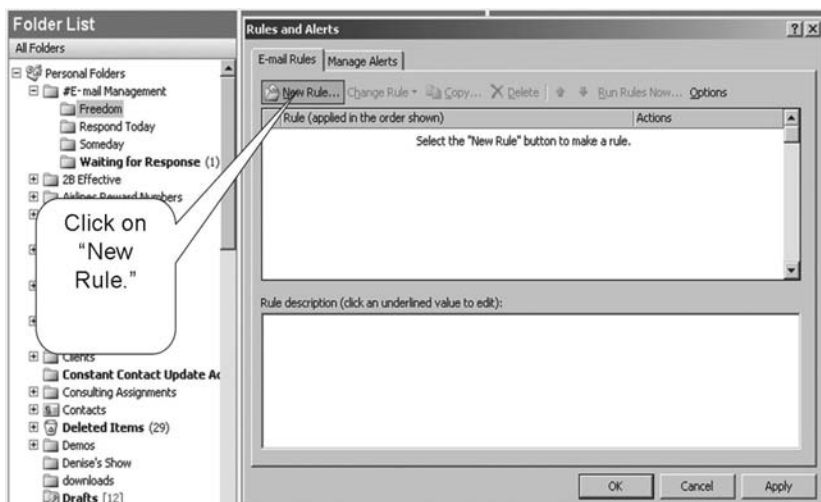 Folder List
All Folders
Personal Folders
#E-mail Management
Freedom
Respond Today
Someday
Waiting for Response (1)
2B Effective
Airlines Reward Numbers
Clients
Constant Contact Update Ac
Consulting Assignments
Contacts
Deleted Items (29)
Demos
Denise's Show
downloads
Drafts [12]
Click on
“New
Rule.”
Rules and Alerts
E-mail Rules Manage Alerts
New Rule... Change Rule Copy... Delete Run Rules Now... Options
Rule (applied in the order shown) Actions
Select the "New Rule" button to make a rule.
Rule description (click an underlined value to edit):
OK Cancel Apply